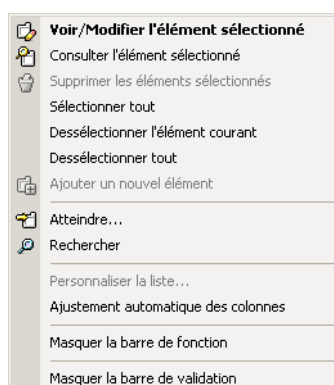 Voir/Modifier l'élément sélectionné
Consulter l'élément sélectionné
Supprimer les éléments sélectionnés
Sélectionner tout
Dessélectionner l'élément courant
Dessélectionner tout
Ajouter un nouvel élément
Atteindre...
Rechercher
Personnaliser la liste...
Ajustement automatique des colonnes
Masquer la barre de fonction
Masquer la barre de validation